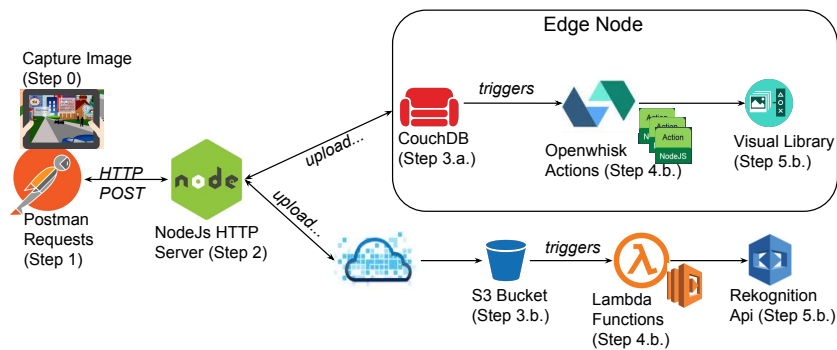 Edge Node
Capture Image
(Step 0)
HTTP
POST
Postman
Requests
(Step 1)
node
NodeJs HTTP
Server (Step 2)
upload...
upload...
CouchDB
(Step 3.a.)
triggers
Action
Action
Action
NodeJS
Openwhisk
Actions (Step 4.b.)
Visual Library
(Step 5.b.)
S3 Bucket
(Step 3.b.)
triggers
λ
Lambda
Functions
(Step 4.b.)
Rekognition
Api (Step 5.b.)